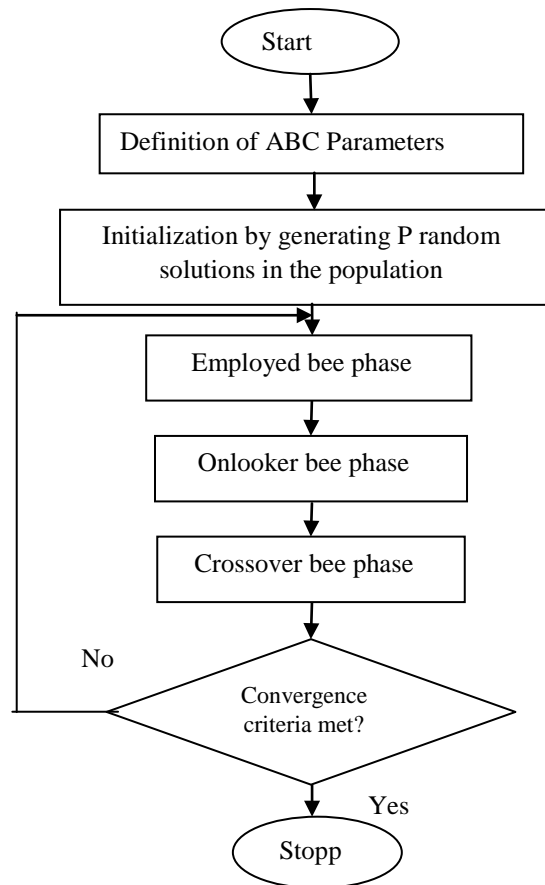 Start
Definition of ABC Parameters
Initialization by generating P random
solutions in the population
Employed bee phase
Onlooker bee phase
Crossover bee phase
No
Convergence
criteria met?
Yes
Stopp